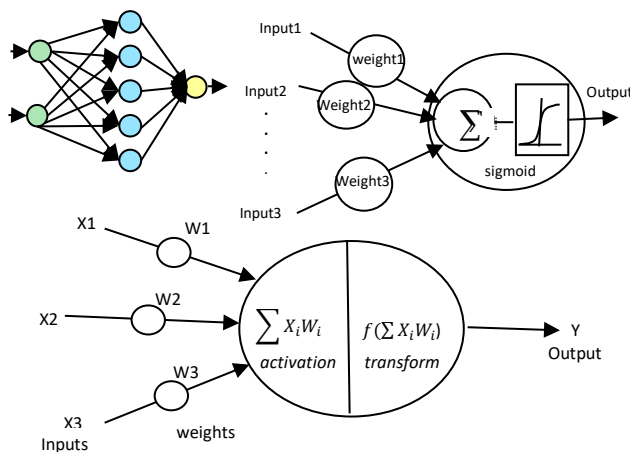 Input1
weight1
Input2
Weight2
Output
∑
sigmoid
Weight3
Input3
X1
W1
X2
W2
∑ XᵢWᵢ
activation
f(∑ XᵢWᵢ)
transform
Y
Output
W3
X3
Inputs
weights